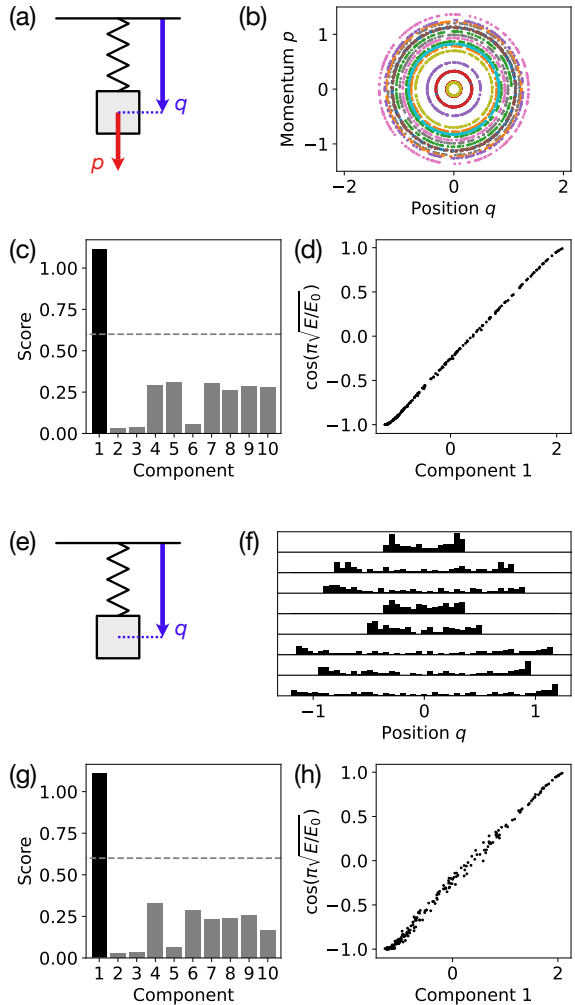 (a)
q
p
(b)
Momentum p
1
0
−1
−2
0
2
Position q
(c)
Score
1.00
0.75
0.50
0.25
0.00
1 2 3 4 5 6 7 8 9 10
Component
(d)
cos(π√E/E₀)
1.0
0.5
0.0
−0.5
−1.0
0
2
Component 1
(e)
q
(f)
−1
0
1
Position q
(g)
Score
1.00
0.75
0.50
0.25
0.00
1 2 3 4 5 6 7 8 9 10
Component
(h)
cos(π√E/E₀)
1.0
0.5
0.0
−0.5
−1.0
0
2
Component 1